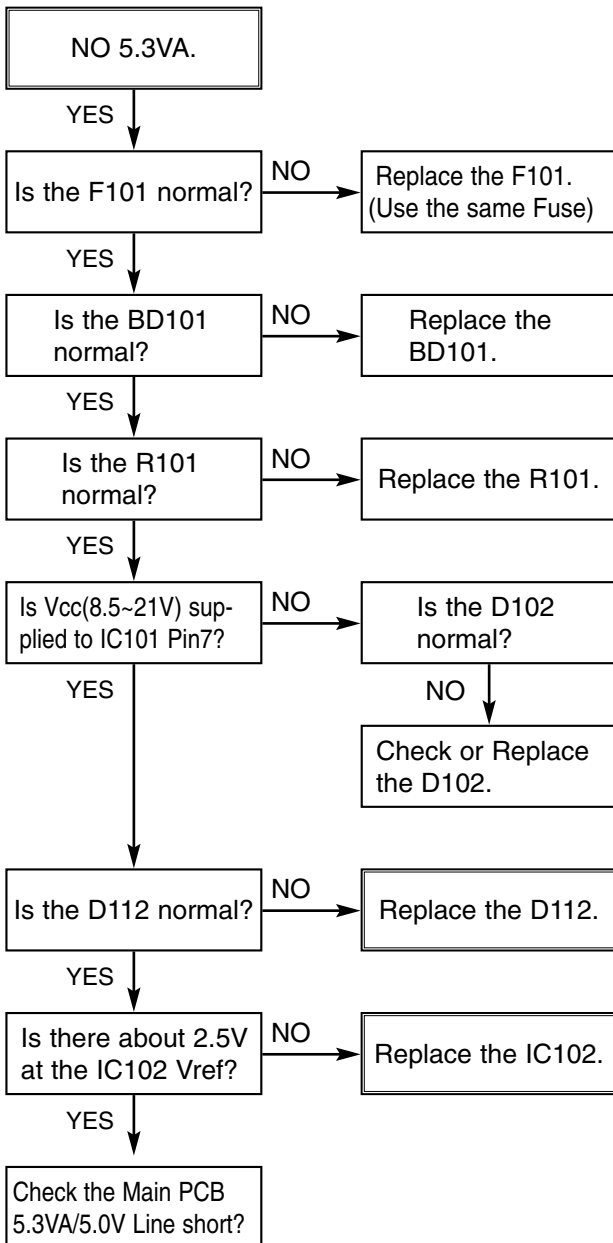 NO 5.3VA.
YES
Is the F101 normal?
NO
Replace the F101.
(Use the same Fuse)
YES
Is the BD101
normal?
NO
Replace the
BD101.
YES
Is the R101
normal?
NO
Replace the R101.
YES
Is Vcc(8.5~21V) sup-
plied to IC101 Pin7?
NO
Is the D102
normal?
NO
Check or Replace
the D102.
YES
Is the D112 normal?
NO
Replace the D112.
YES
Is there about 2.5V
at the IC102 Vref?
NO
Replace the IC102.
YES
Check the Main PCB
5.3VA/5.0V Line short?